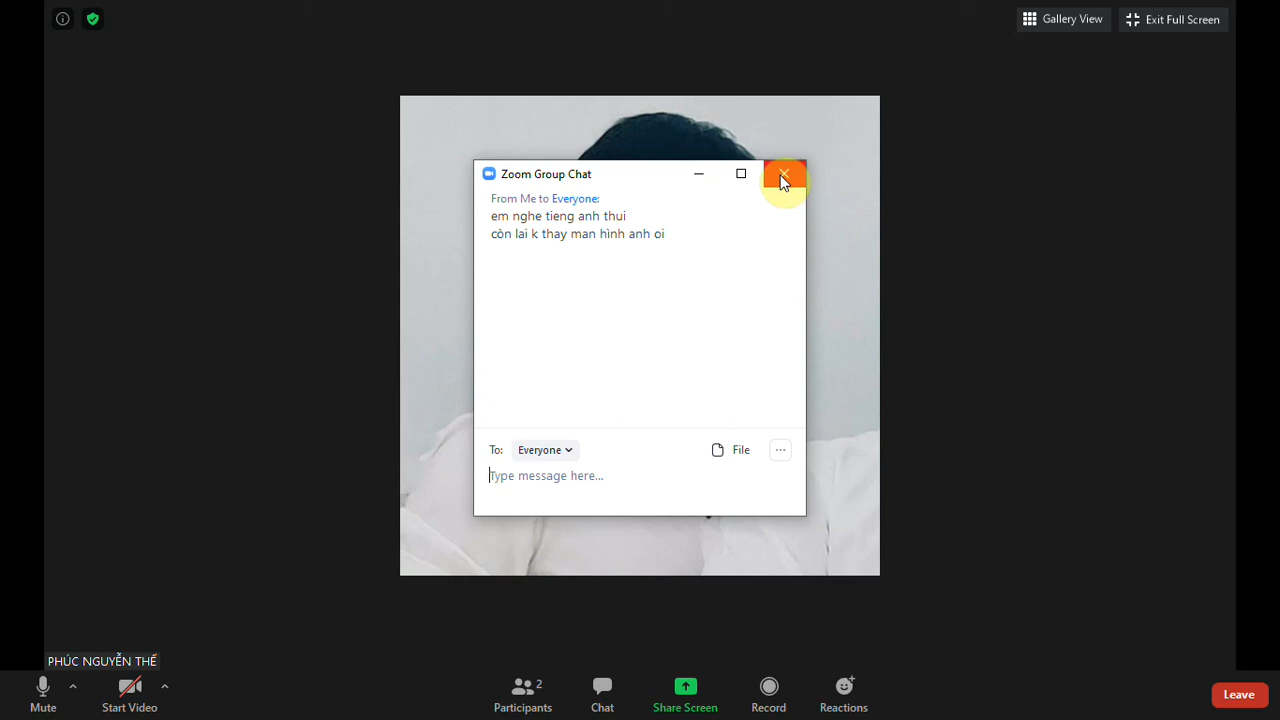 Gallery View
Exit Full Screen
Zoom Group Chat
From Me to Everyone:
em nghe tieng anh thui
còn lai k thay man hình anh oi
To: Everyone
File
Type message here...
PHÚC NGUYỄN THẾ
Mute
Start Video
2
Participants
Chat
Share Screen
Record
Reactions
Leave